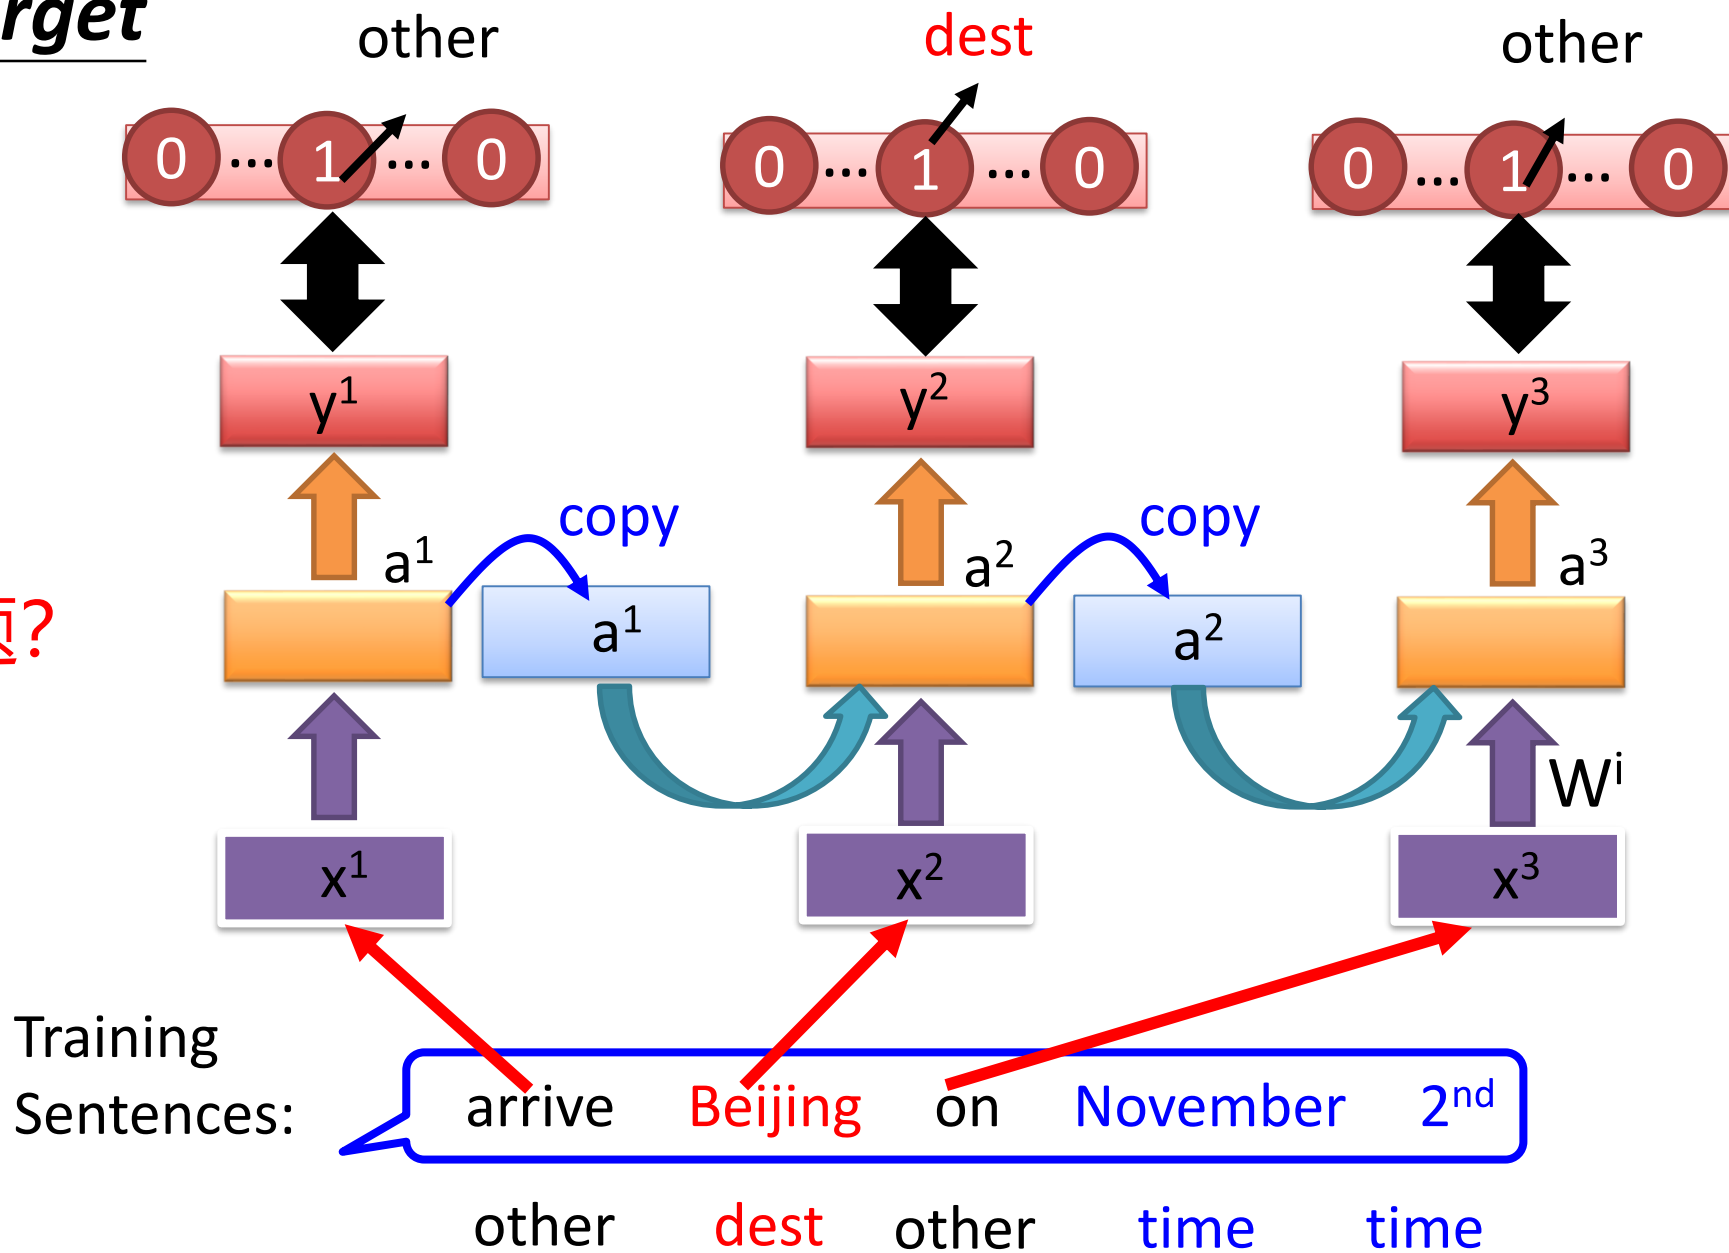 other dest other
0 ... 1 ... 0 0 ... 1 ... 0 0 ... 1 ... 0
y¹ y² y³
copy copy
a¹ a² a³
a¹ a²
?
Wⁱ
x¹ x² x³
Training
Sentences:
arrive Beijing on November 2ⁿᵈ
other dest other time time